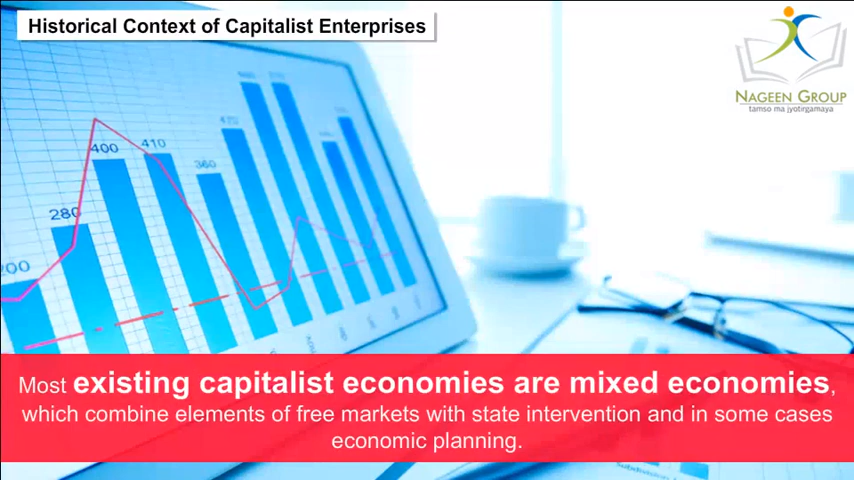 Historical Context of Capitalist Enterprises
NAGEEN GROUP
tamso ma jyotirgamaya
400
410
360
280
Most existing capitalist economies are mixed economies,
which combine elements of free markets with state intervention and in some cases
economic planning.